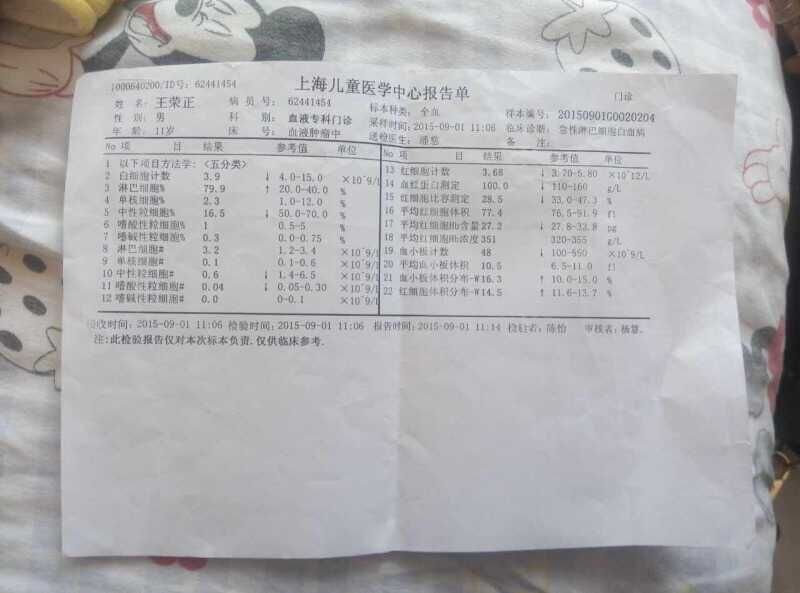 1000640200/ID号: 62441454
上海儿童医学中心报告单
门诊
姓 名: 王荣正 病 员 号: 62441454 标本种类: 全血 样本编号: 20150901G0020204
性 别: 男 科 别: 血液专科门诊 采样时间: 2015-09-01 11:06 临床诊断: 急性淋巴细胞白血病
年 龄: 11岁 床 号: 血液肿瘤中 送检医生: 潘慈 备 注:
No 项 目 结果 参考值 单位
1 以下项目方法学: <五分类>
2 白细胞计数 3.9 ↓ 4.0-15.0 ×10^9/L
3 淋巴细胞% 79.9 ↑ 20.0-40.0 %
4 单核细胞% 2.3 1.0-12.0 %
5 中性粒细胞% 16.5 ↓ 50.0-70.0 %
6 嗜酸性粒细胞% 1 0.5-5 %
7 嗜碱性粒细胞% 0.3 0.0-0.75 %
8 淋巴细胞# 3.2 1.2-3.4 ×10^9/L
9 单核细胞# 0.1 0.1-0.6 ×10^9/L
10 中性粒细胞# 0.6 ↓ 1.4-6.5 ×10^9/L
11 嗜酸性粒细胞# 0.04 ↓ 0.05-0.30 ×10^9/L
12 嗜碱性粒细胞# 0.0 0-0.1 ×10^9/L
No 项 目 结果 参考值 单位
13 红细胞计数 3.68 ↓ 3.70-5.80 ×10^12/L
14 血红蛋白测定 100.0 ↓ 110-160 g/L
15 红细胞比容测定 28.5 ↓ 33.0-47.3 %
16 平均红细胞体积 77.4 76.5-91.9 fl
17 平均红细胞Hb含量 27.2 ↓ 27.8-33.8 pg
18 平均红细胞Hb浓度 351 320-355 g/L
19 血小板计数 48 ↓ 100-550 ×10^9/L
20 平均血小板体积 10.5 6.5-11.0 fl
21 血小板体积分布-W 16.3 ↑ 10.0-15.0 %
22 红细胞体积分布-W 14.5 ↑ 11.6-13.7 %
接收时间: 2015-09-01 11:06 检验时间: 2015-09-01 11:06 报告时间: 2015-09-01 11:14 检验者: 陈怡 审核者: 杨慧.
注: 此检验报告仅对本次标本负责. 仅供临床参考.